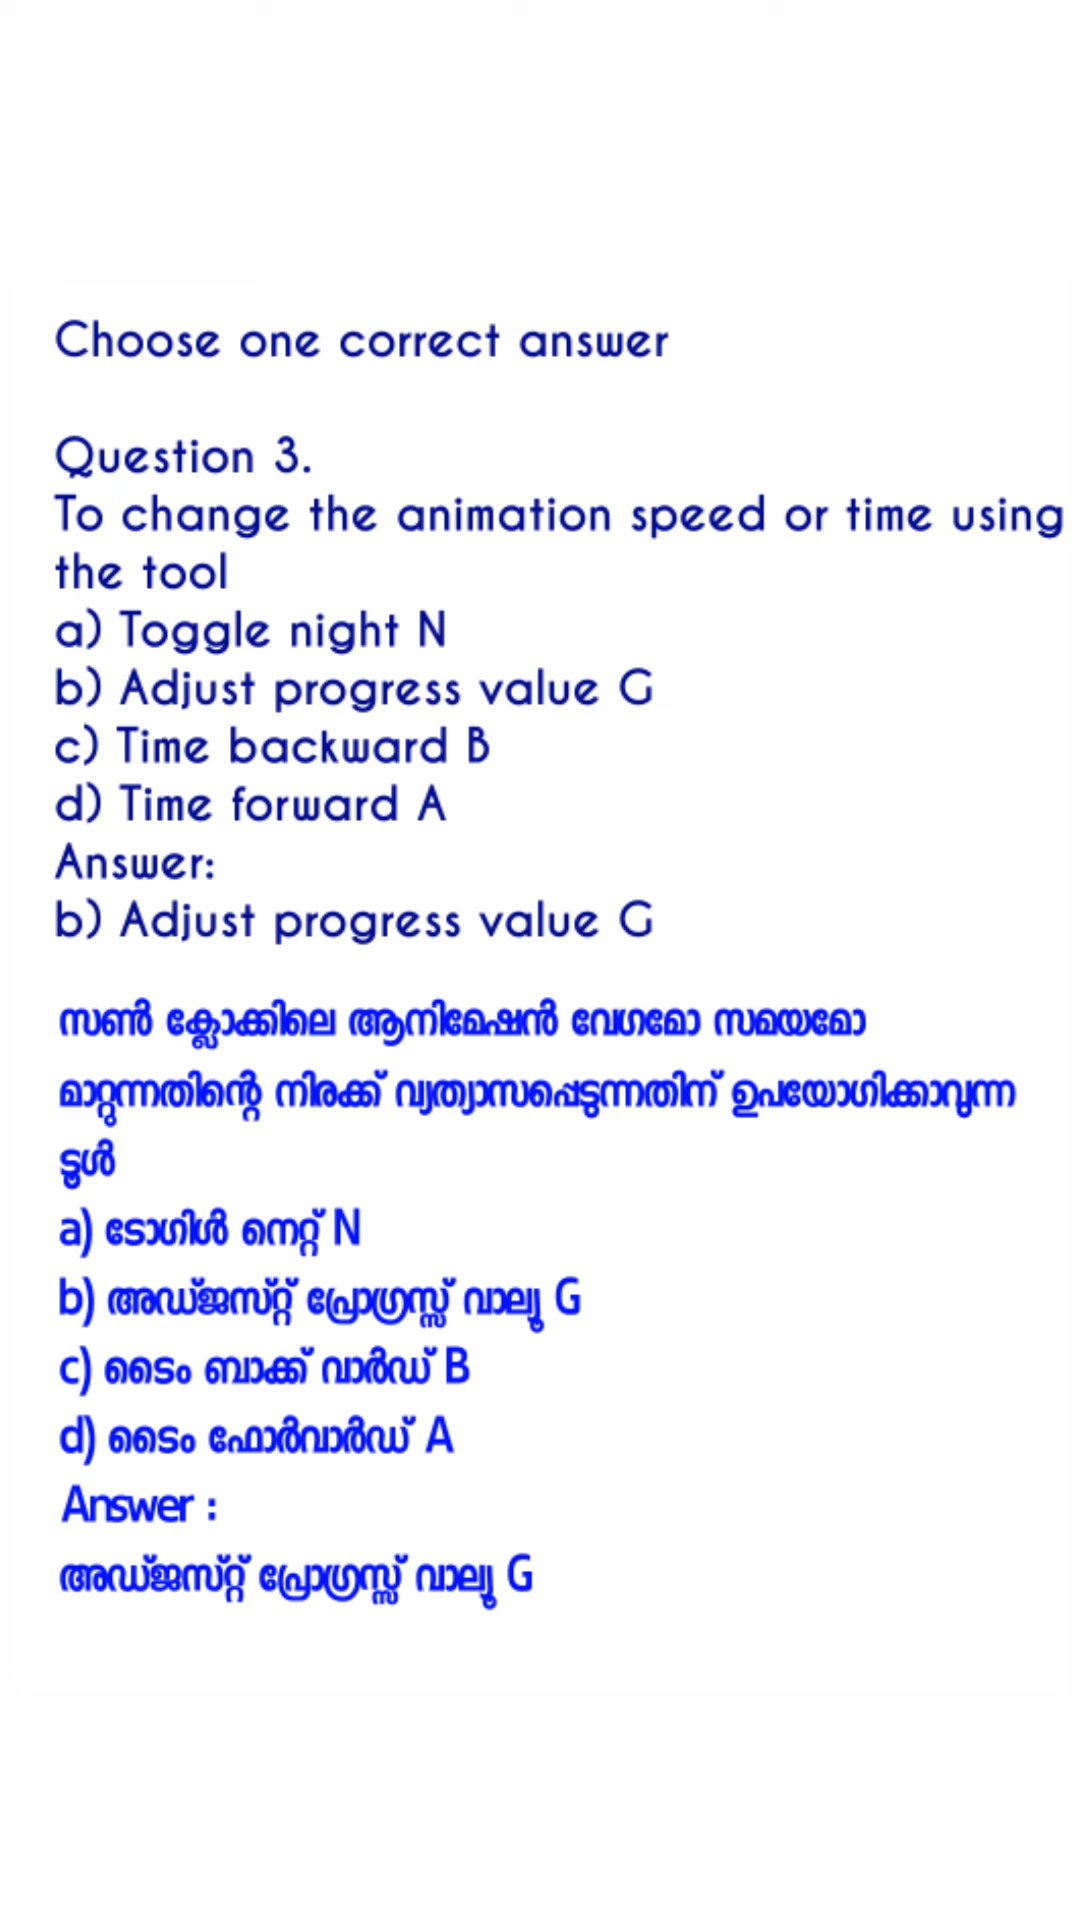 Choose one correct answer
Question 3.
To change the animation speed or time using
the tool
a) Toggle night N
b) Adjust progress value G
c) Time backward B
d) Time forward A
Answer:
b) Adjust progress value G
സൺ ക്ലോക്കിലെ ആനിമേഷൻ വേഗമോ സമയമോ
മാറ്റുന്നതിന്റെ നിരക്ക് വ്യത്യാസപ്പെടുന്നതിന് ഉപയോഗിക്കാവുന്ന
ടൂൾ
a) ടോഗിൾ നെറ്റ് N
b) അഡ്ജസ്റ്റ് പ്രോഗ്രസ്സ് വാല്യൂ G
c) ടൈം ബാക്ക് വാർഡ് B
d) ടൈം ഫോർവാർഡ് A
Answer :
അഡ്ജസ്റ്റ് പ്രോഗ്രസ്സ് വാല്യൂ G